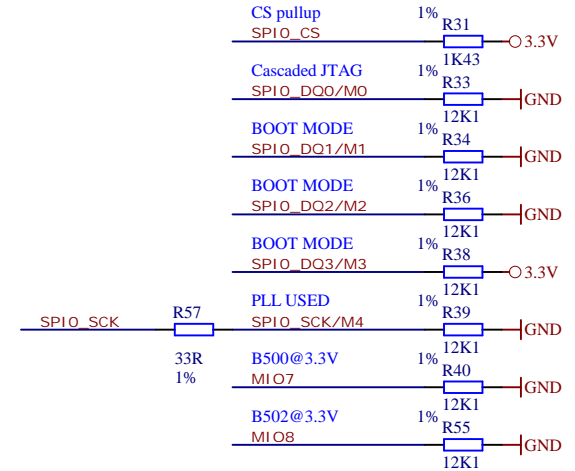 CS pullup 1%
SPI0_CS R31 3.3V
1K43
Cascaded JTAG 1%
SPI0_DQ0/M0 R33 GND
12K1
BOOT MODE 1%
SPI0_DQ1/M1 R34 GND
12K1
BOOT MODE 1%
SPI0_DQ2/M2 R36 GND
12K1
BOOT MODE 1%
SPI0_DQ3/M3 R38 3.3V
12K1
PLL USED 1%
SPI0_SCK R57 SPI0_SCK/M4 R39 GND
33R 12K1
1%
B500@3.3V 1%
MIO7 R40 GND
12K1
B502@3.3V 1%
MIO8 R55 GND
12K1